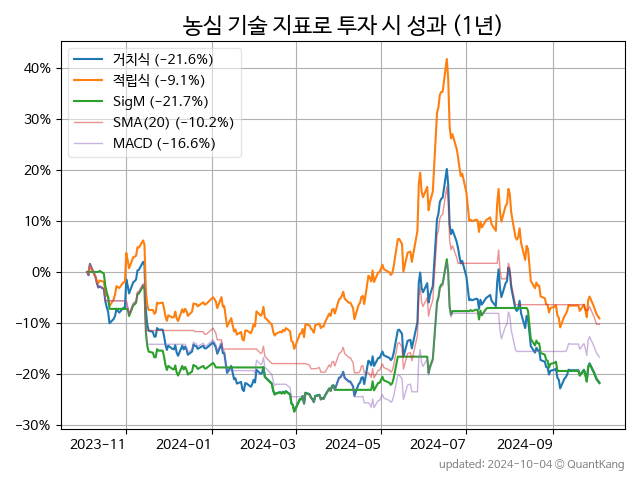 농심 기술 지표로 투자 시 성과 (1년)
거치식 (−21.6%)
적립식 (−9.1%)
SigM (−21.7%)
SMA(20) (−10.2%)
MACD (−16.6%)
40%
30%
20%
10%
0%
−10%
−20%
−30%
2023-11 2024-01 2024-03 2024-05 2024-07 2024-09
updated: 2024-10-04 © QuantKang